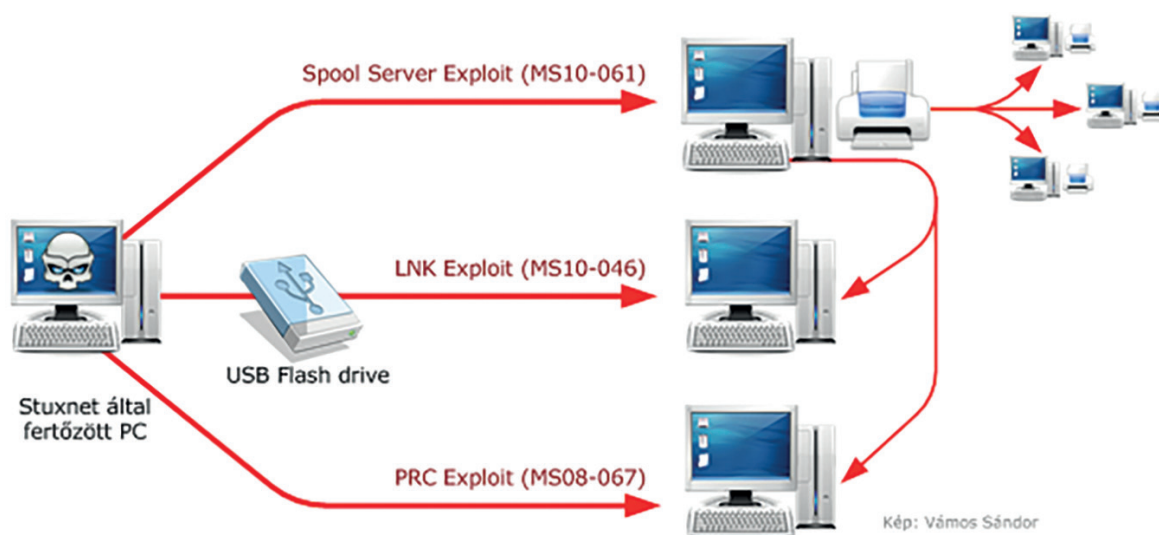 Spool Server Exploit (MS10-061)
LNK Exploit (MS10-046)
USB Flash drive
Stuxnet által
fertőzött PC
PRC Exploit (MS08-067)
Kép: Vámos Sándor